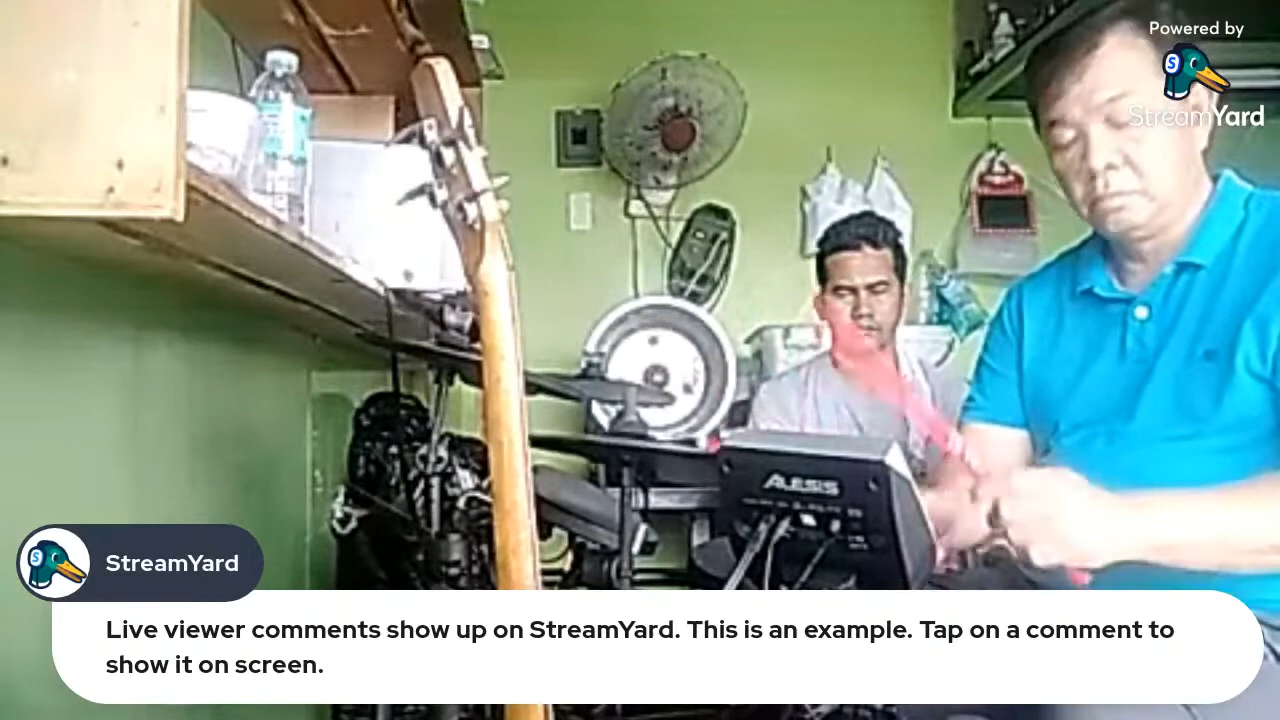 Powered by
StreamYard
ALESIS
StreamYard
Live viewer comments show up on StreamYard. This is an example. Tap on a comment to
show it on screen.